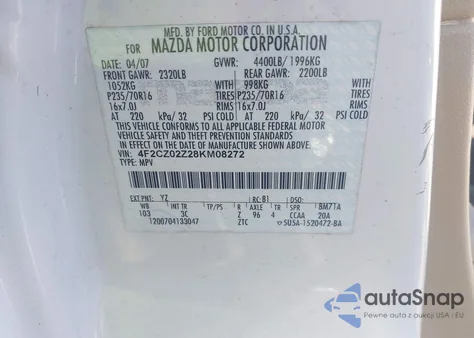 MFD. BY FORD MOTOR CO. IN U.S.A.
FOR MAZDA MOTOR CORPORATION
DATE: 04/07 GVWR: 4400LB/ 1996KG
FRONT GAWR: 2320LB REAR GAWR: 2200LB
1052KG WITH 998KG WITH
P235/70R16 TIRES P235/70R16 TIRES
16x7.0J RIMS 16x7.0J RIMS
AT 220 kPa/ 32 PSI COLD AT 220 kPa/ 32 PSI COLD
THIS VEHICLE CONFORMS TO ALL APPLICABLE FEDERAL MOTOR
VEHICLE SAFETY AND THEFT PREVENTION STANDARDS
IN EFFECT ON THE DATE OF MANUFACTURE SHOWN ABOVE.
VIN: 4F2CZ02Z28KM08272
TYPE: MPV
EXT PNT: YZ RC: 81 DSO:
WB INT TR TP/PS R AXLE TR SPR BM71A
103 3C Z 96 4 CCAA 20A
1200704133047 ZTC 5U5A-1520472-BA
autoSnap
Pewne auta z aukcji USA i EU